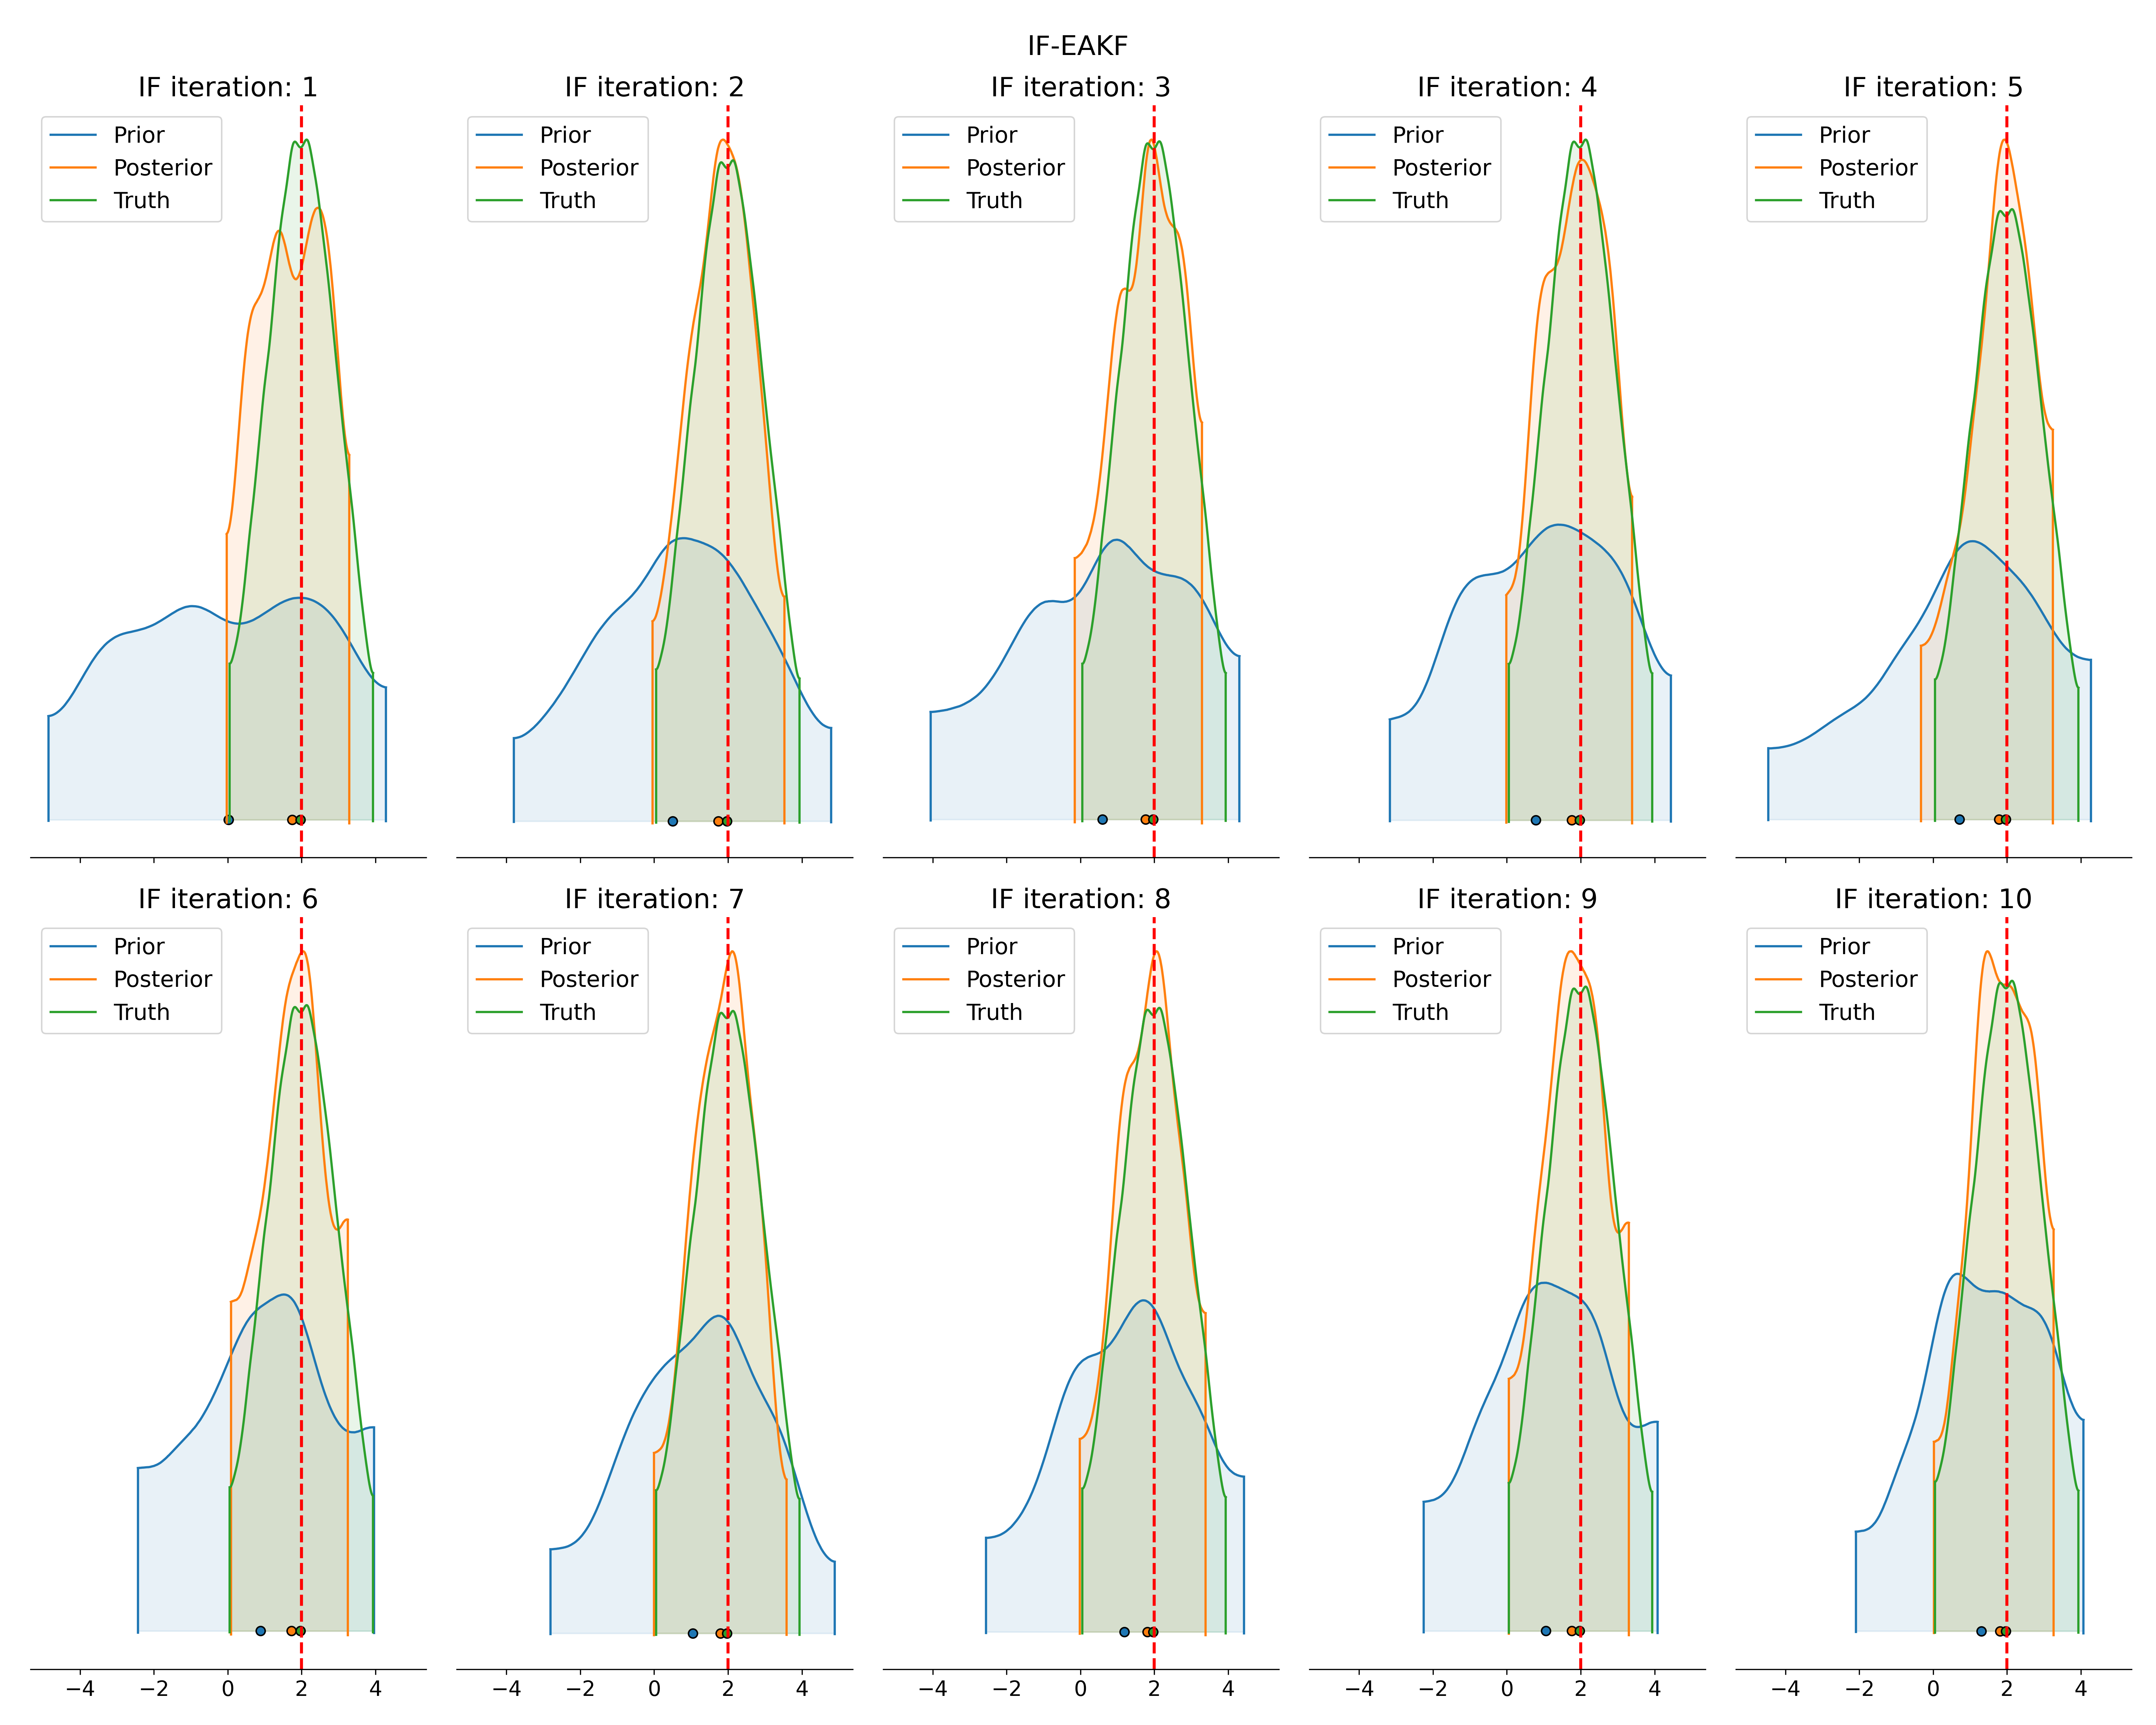 IF-EAKF
IF iteration: 1
Prior
Posterior
Truth
IF iteration: 2
Prior
Posterior
Truth
IF iteration: 3
Prior
Posterior
Truth
IF iteration: 4
Prior
Posterior
Truth
IF iteration: 5
Prior
Posterior
Truth
IF iteration: 6
Prior
Posterior
Truth
−4 −2 0 2 4
IF iteration: 7
Prior
Posterior
Truth
−4 −2 0 2 4
IF iteration: 8
Prior
Posterior
Truth
−4 −2 0 2 4
IF iteration: 9
Prior
Posterior
Truth
−4 −2 0 2 4
IF iteration: 10
Prior
Posterior
Truth
−4 −2 0 2 4